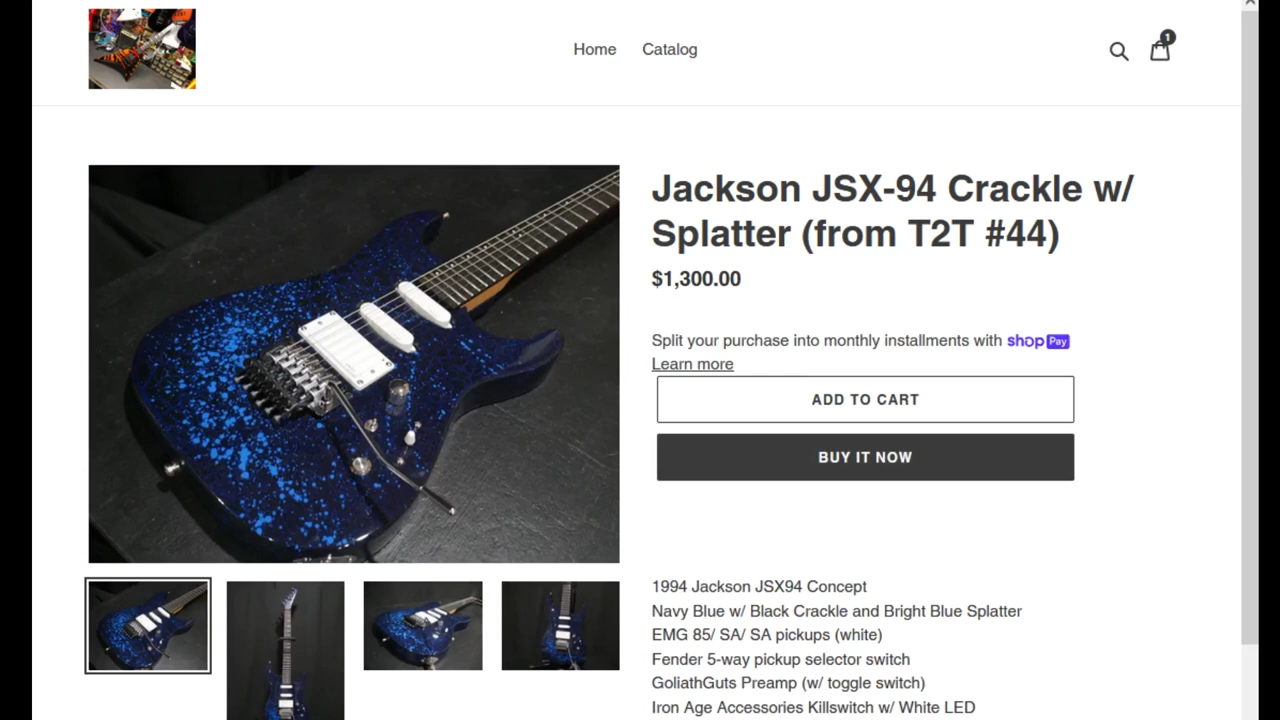 Home Catalog
1
Jackson JSX-94 Crackle w/
Splatter (from T2T #44)
$1,300.00
Split your purchase into monthly installments with shop Pay
Learn more
ADD TO CART
BUY IT NOW
1994 Jackson JSX94 Concept
Navy Blue w/ Black Crackle and Bright Blue Splatter
EMG 85/ SA/ SA pickups (white)
Fender 5-way pickup selector switch
GoliathGuts Preamp (w/ toggle switch)
Iron Age Accessories Killswitch w/ White LED